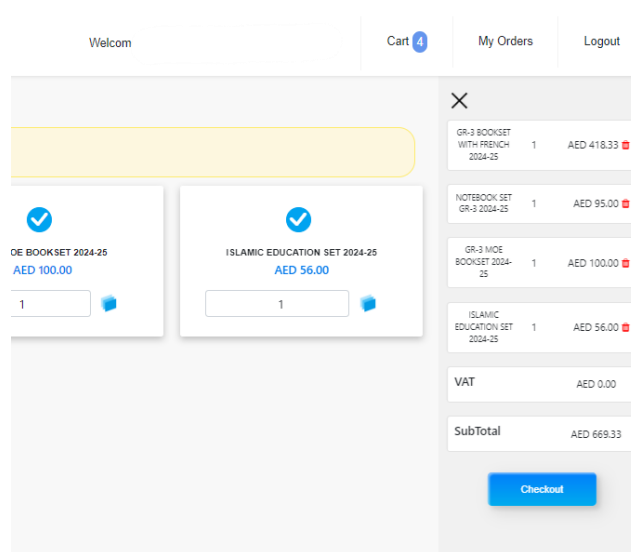 Welcom
Cart 4
My Orders
Logout
OE BOOKSET 2024-25
AED 100.00
1
ISLAMIC EDUCATION SET 2024-25
AED 56.00
1
GR-3 BOOKSET
WITH FRENCH
2024-25
1
AED 418.33
NOTEBOOK SET
GR-3 2024-25
1
AED 95.00
GR-3 MOE
BOOKSET 2024-
25
1
AED 100.00
ISLAMIC
EDUCATION SET
2024-25
1
AED 56.00
VAT
AED 0.00
SubTotal
AED 669.33
Checkout